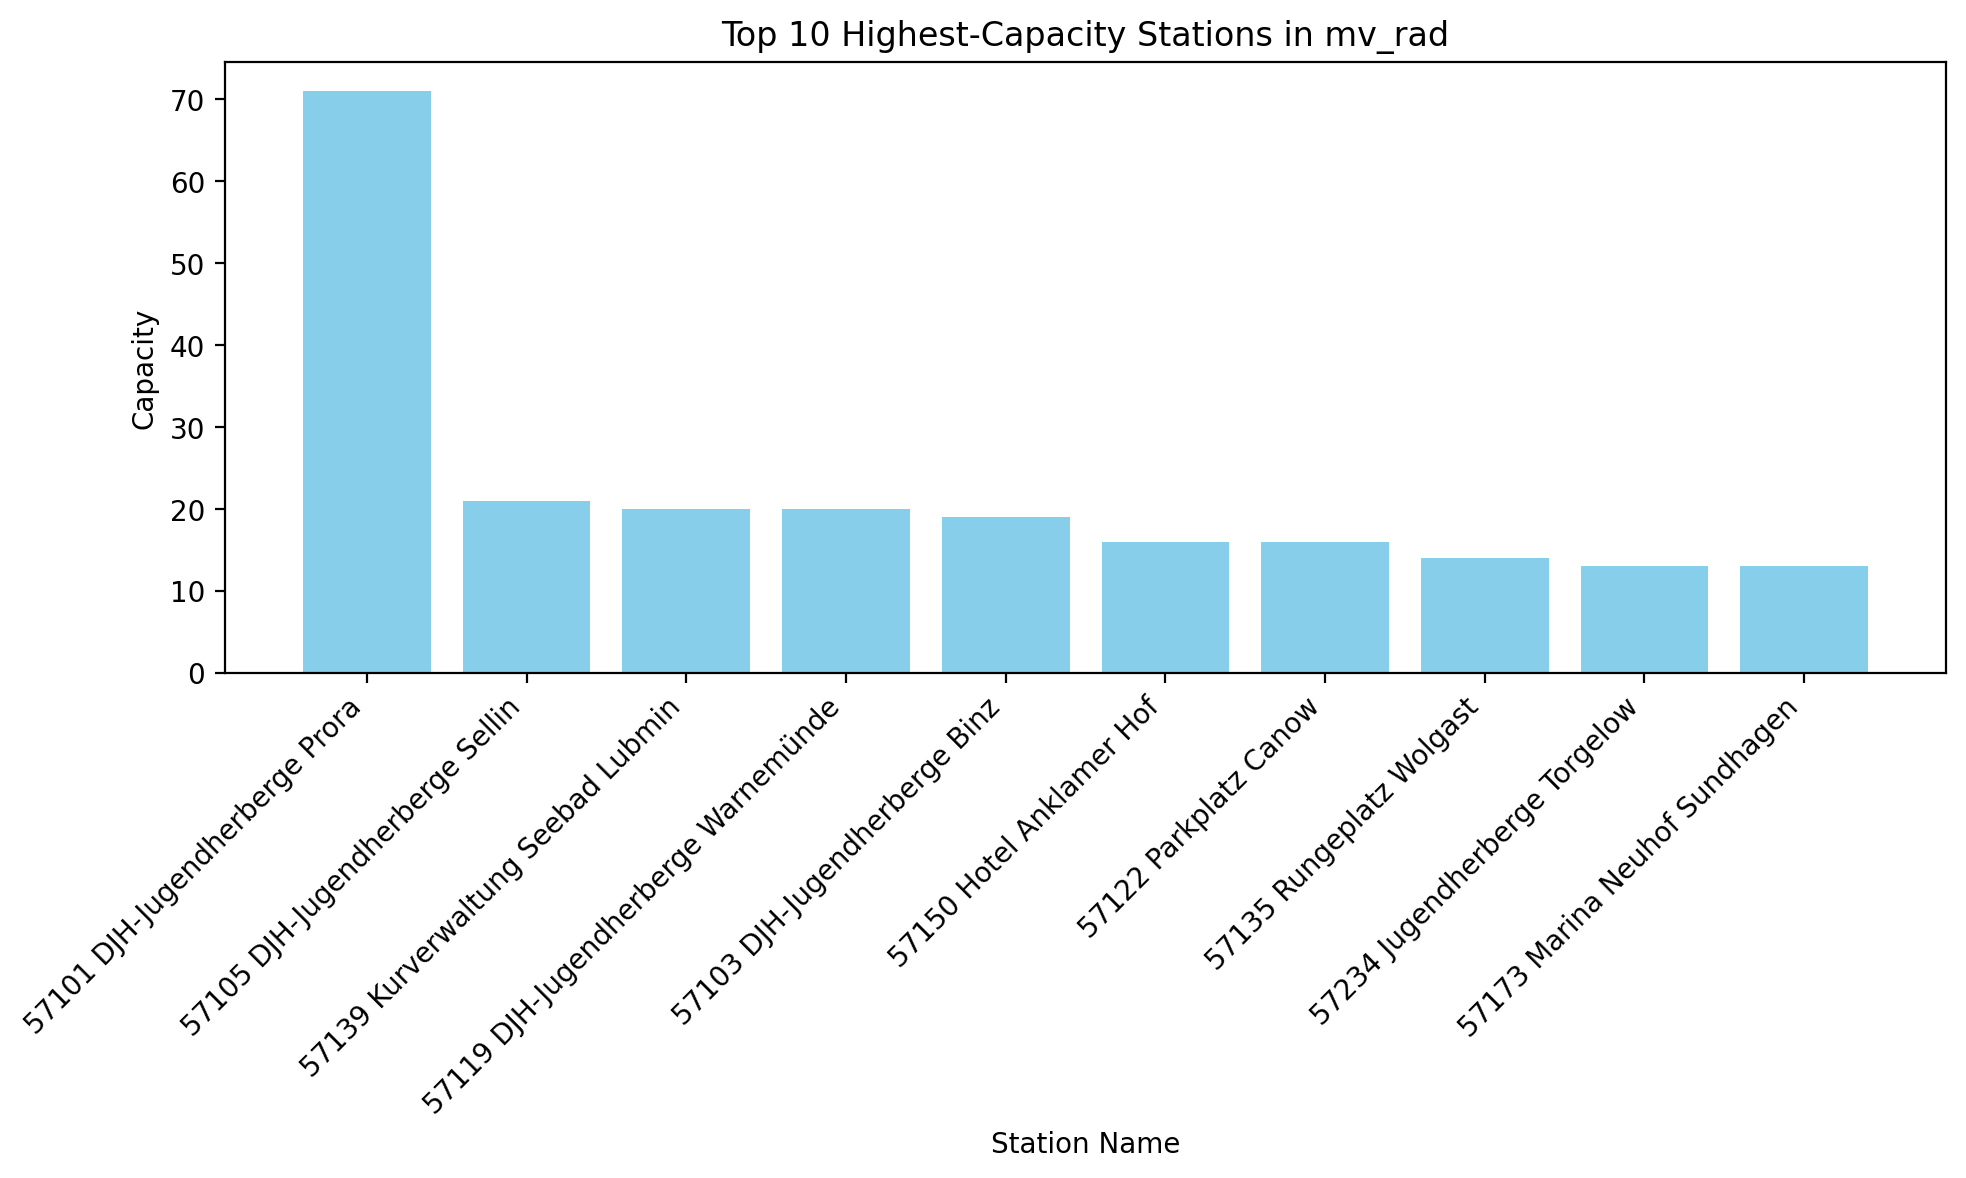 Top 10 Highest-Capacity Stations in mv_rad
Capacity
70
60
50
40
30
20
10
0
57101 DJH-Jugendherberge Prora
57105 DJH-Jugendherberge Sellin
57139 Kurverwaltung Seebad Lubmin
57119 DJH-Jugendherberge Warnemünde
57103 DJH-Jugendherberge Binz
57150 Hotel Anklamer Hof
57122 Parkplatz Canow
57135 Rungeplatz Wolgast
57234 Jugendherberge Torgelow
57173 Marina Neuhof Sundhagen
Station Name